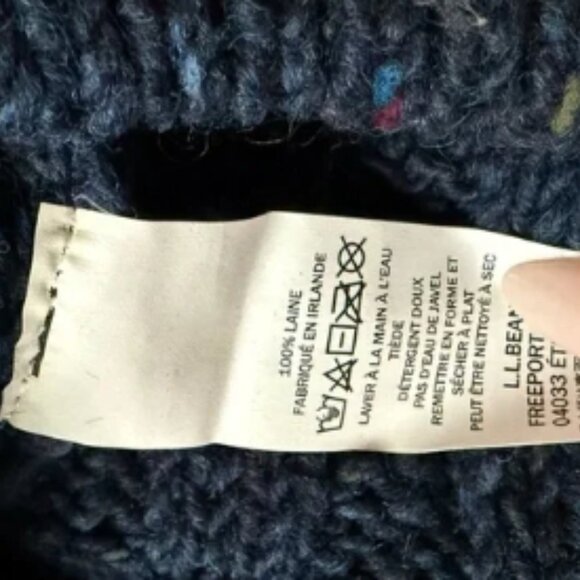 100% LAINE
FABRIQUÉ EN IRLANDE
LAVER À LA MAIN À L'EAU
TIÈDE
DÉTERGENT DOUX
PAS D'EAU DE JAVEL
REMETTRE EN FORME ET
SÉCHER À PLAT
PEUT ÊTRE NETTOYÉ À SEC
L.L.BEAN
FREEPORT
04033 ET